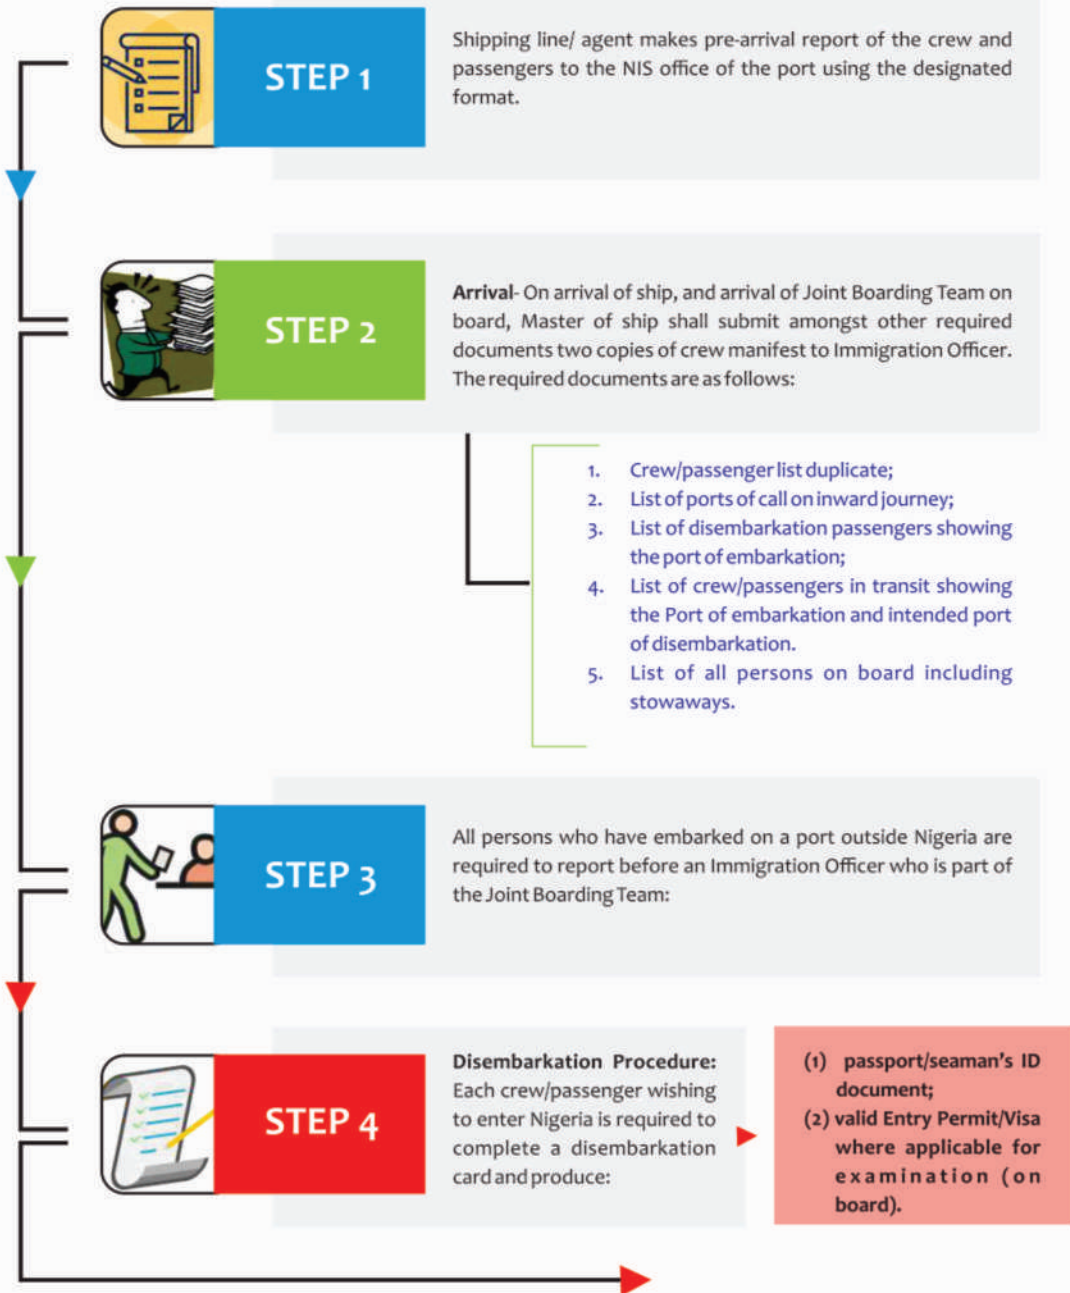 STEP 1
Shipping line/ agent makes pre-arrival report of the crew and
passengers to the NIS office of the port using the designated
format.
STEP 2
Arrival- On arrival of ship, and arrival of Joint Boarding Team on
board, Master of ship shall submit amongst other required
documents two copies of crew manifest to Immigration Officer.
The required documents are as follows:
1. Crew/passenger list duplicate;
2. List of ports of call on inward journey;
3. List of disembarkation passengers showing
the port of embarkation;
4. List of crew/passengers in transit showing
the Port of embarkation and intended port
of disembarkation.
5. List of all persons on board including
stowaways.
STEP 3
All persons who have embarked on a port outside Nigeria are
required to report before an Immigration Officer who is part of
the Joint Boarding Team:
STEP 4
Disembarkation Procedure:
Each crew/passenger wishing
to enter Nigeria is required to
complete a disembarkation
card and produce:
(1) passport/seaman's ID
document;
(2) valid Entry Permit/Visa
where applicable for
examination (on
board).